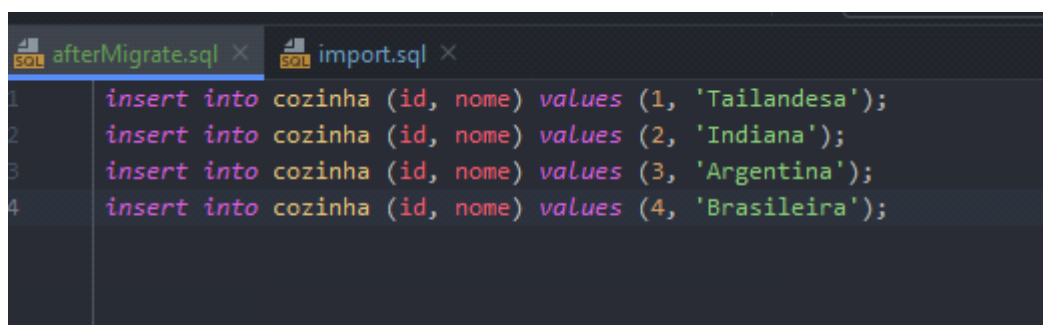 afterMigrate.sql × import.sql ×
1 insert into cozinha (id, nome) values (1, 'Tailandesa');
2 insert into cozinha (id, nome) values (2, 'Indiana');
3 insert into cozinha (id, nome) values (3, 'Argentina');
4 insert into cozinha (id, nome) values (4, 'Brasileira');